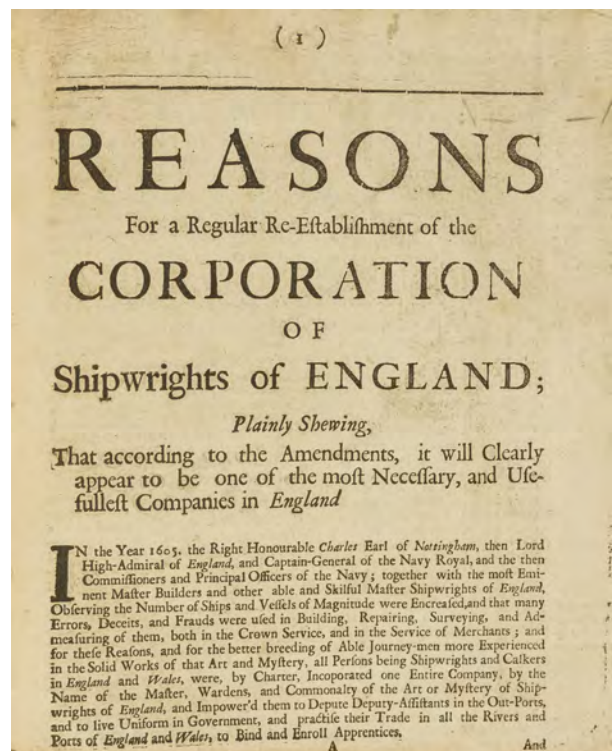 ( 1 )
REASONS
For a Regular Re-Eſtabliſhment of the
CORPORATION
OF
Shipwrights of ENGLAND;
Plainly Shewing,
That according to the Amendments, it will Clearly
appear to be one of the moſt Neceſſary, and Uſe-
fulleſt Companies in England
IN the Year 1605. the Right Honourable Charles Earl of Nottingham, then Lord
High-Admiral of England, and Captain-General of the Navy Royal, and the then
Commiſſioners and Principal Officers of the Navy; together with the moſt Emi-
nent Maſter Builders and other able and Skilful Maſter Shipwrights of England,
Obſerving the Number of Ships and Veſſels of Magnitude were Encreaſed, and that many
Errors, Deceits, and Frauds were uſed in Building, Repairing, Surveying, and Ad-
meaſuring of them, both in the Crown Service, and in the Service of Merchants; and
for theſe Reaſons, and for the better breeding of Able Journey-men more Experienced
in the Solid Works of that Art and Myſtery, all Perſons being Shipwrights and Calkers
in England and Wales, were, by Charter, Incoporated one Entire Company, by the
Name of the Maſter, Wardens, and Commonalty of the Art or Myſtery of Ship-
wrights of England, and Impower'd them to Depute Deputy-Aſſiſtants in the Out-Ports,
and to live Uniform in Government, and practiſe their Trade in all the Rivers and
Ports of England and Wales, to Bind and Enroll Apprentices,
A And